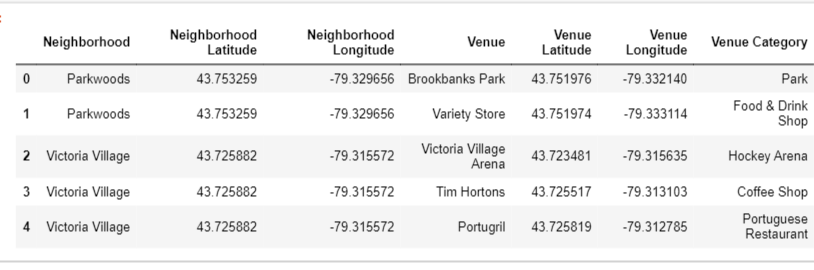 Neighborhood Neighborhood Latitude Neighborhood Longitude Venue Venue Latitude Venue Longitude Venue Category
0 Parkwoods 43.753259 -79.329656 Brookbanks Park 43.751976 -79.332140 Park
1 Parkwoods 43.753259 -79.329656 Variety Store 43.751974 -79.333114 Food & Drink Shop
2 Victoria Village 43.725882 -79.315572 Victoria Village Arena 43.723481 -79.315635 Hockey Arena
3 Victoria Village 43.725882 -79.315572 Tim Hortons 43.725517 -79.313103 Coffee Shop
4 Victoria Village 43.725882 -79.315572 Portugril 43.725819 -79.312785 Portuguese Restaurant